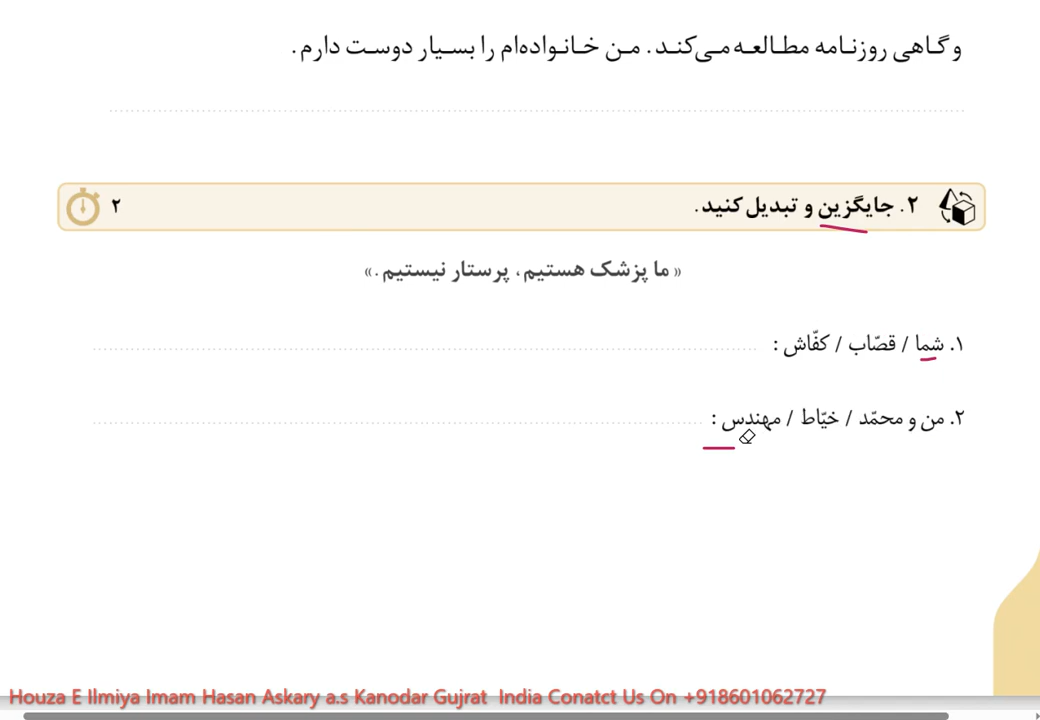 و گاهی روزنامه مطالعه می‌کند. من خانواده‌ام را بسیار دوست دارم.
۲. جایگزین و تبدیل کنید. ۲
« ما پزشک هستیم، پرستار نیستیم.»
۱. شما / قصّاب / کفّاش :
۲. من و محمّد / خیّاط / مهندس :
Houza E Ilmiya Imam Hasan Askary a.s Kanodar Gujrat India Conatct Us On +918601062727